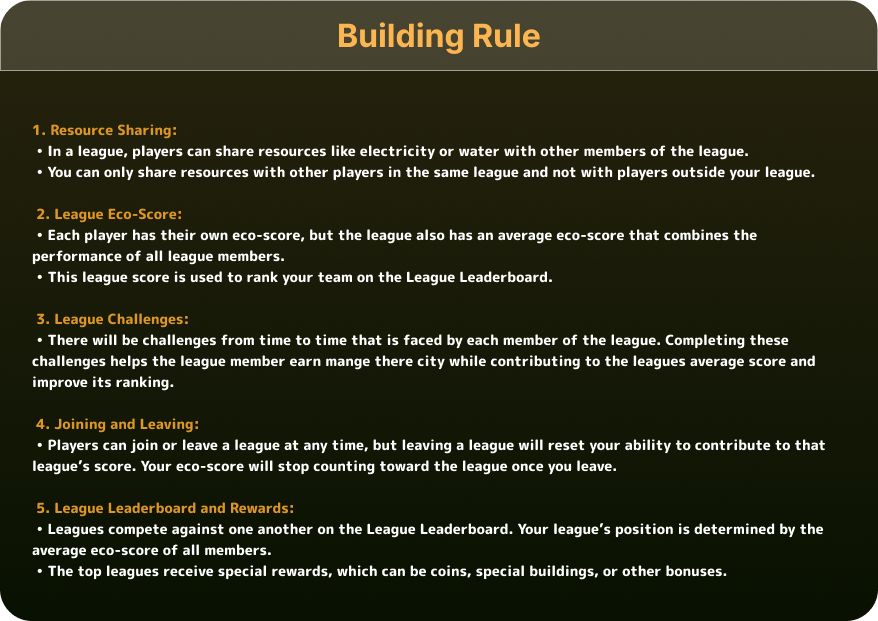 Building Rule
1. Resource Sharing:
• In a league, players can share resources like electricity or water with other members of the league.
• You can only share resources with other players in the same league and not with players outside your league.
2. League Eco-Score:
• Each player has their own eco-score, but the league also has an average eco-score that combines the
performance of all league members.
• This league score is used to rank your team on the League Leaderboard.
3. League Challenges:
• There will be challenges from time to time that is faced by each member of the league. Completing these
challenges helps the league member earn mange there city while contributing to the leagues average score and
improve its ranking.
4. Joining and Leaving:
• Players can join or leave a league at any time, but leaving a league will reset your ability to contribute to that
league’s score. Your eco-score will stop counting toward the league once you leave.
5. League Leaderboard and Rewards:
• Leagues compete against one another on the League Leaderboard. Your league’s position is determined by the
average eco-score of all members.
• The top leagues receive special rewards, which can be coins, special buildings, or other bonuses.